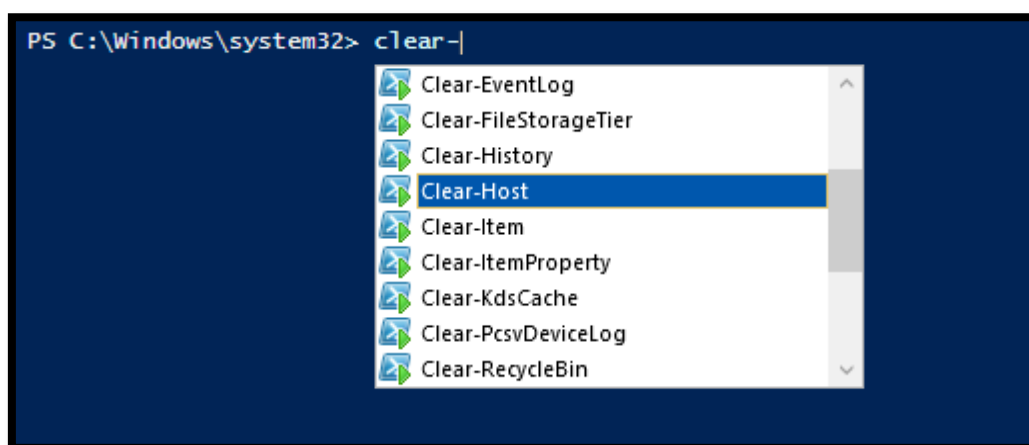 PS C:\Windows\system32> clear-
Clear-EventLog
Clear-FileStorageTier
Clear-History
Clear-Host
Clear-Item
Clear-ItemProperty
Clear-KdsCache
Clear-PcsvDeviceLog
Clear-RecycleBin